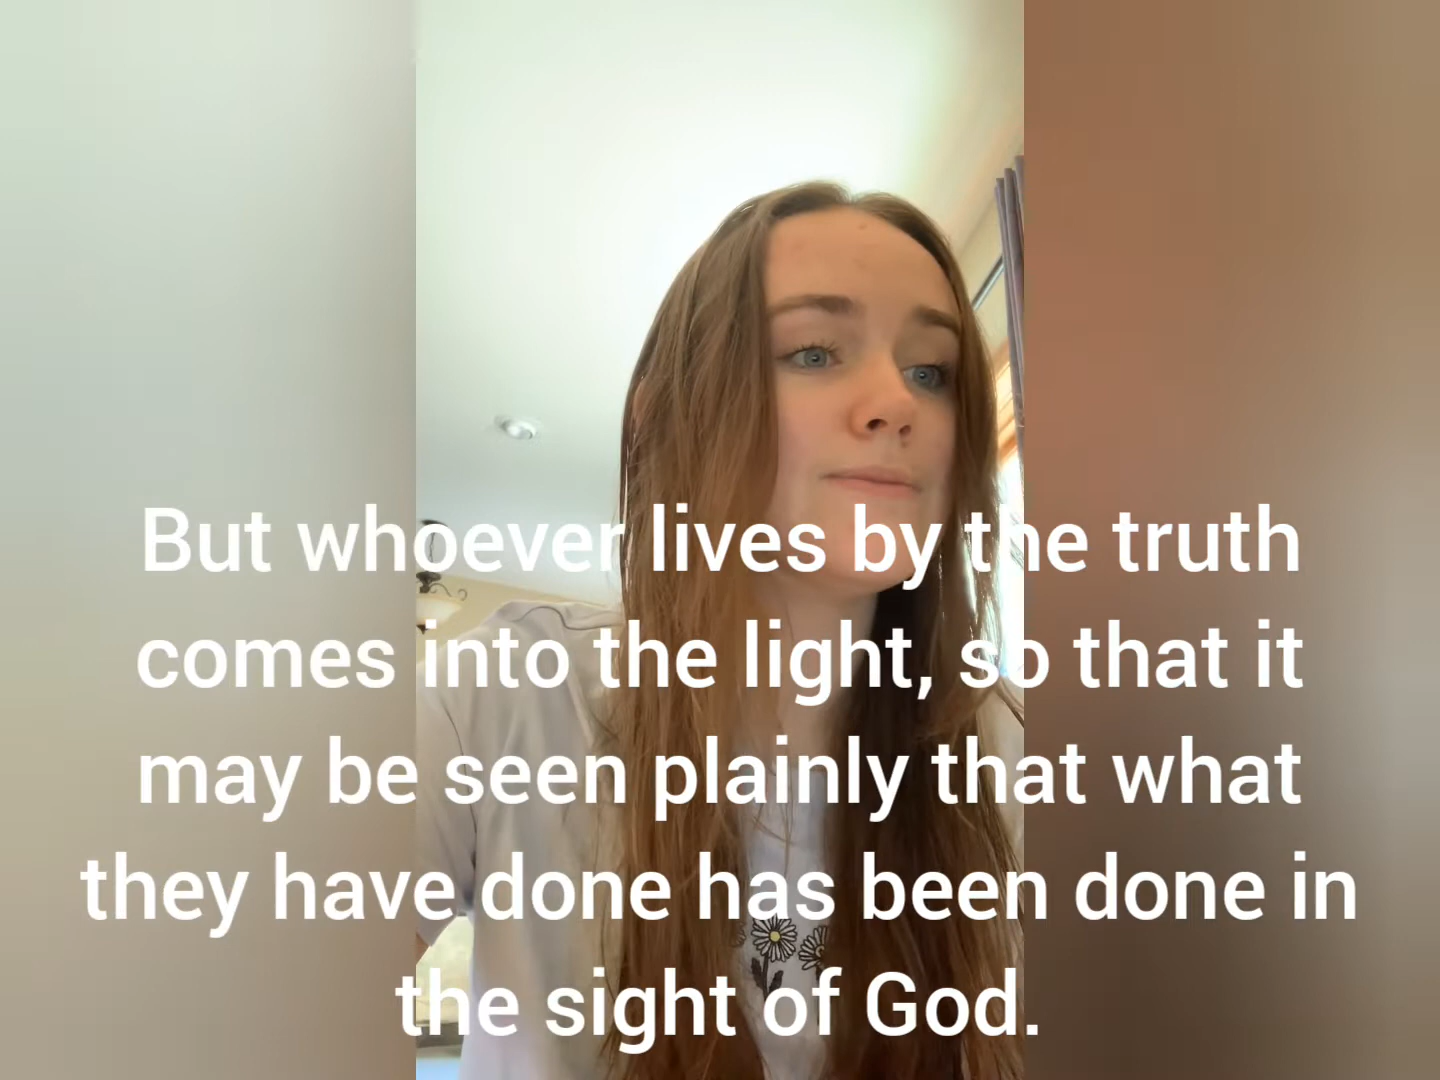 But whoever lives by the truth
comes into the light, so that it
may be seen plainly that what
they have done has been done in
the sight of God.